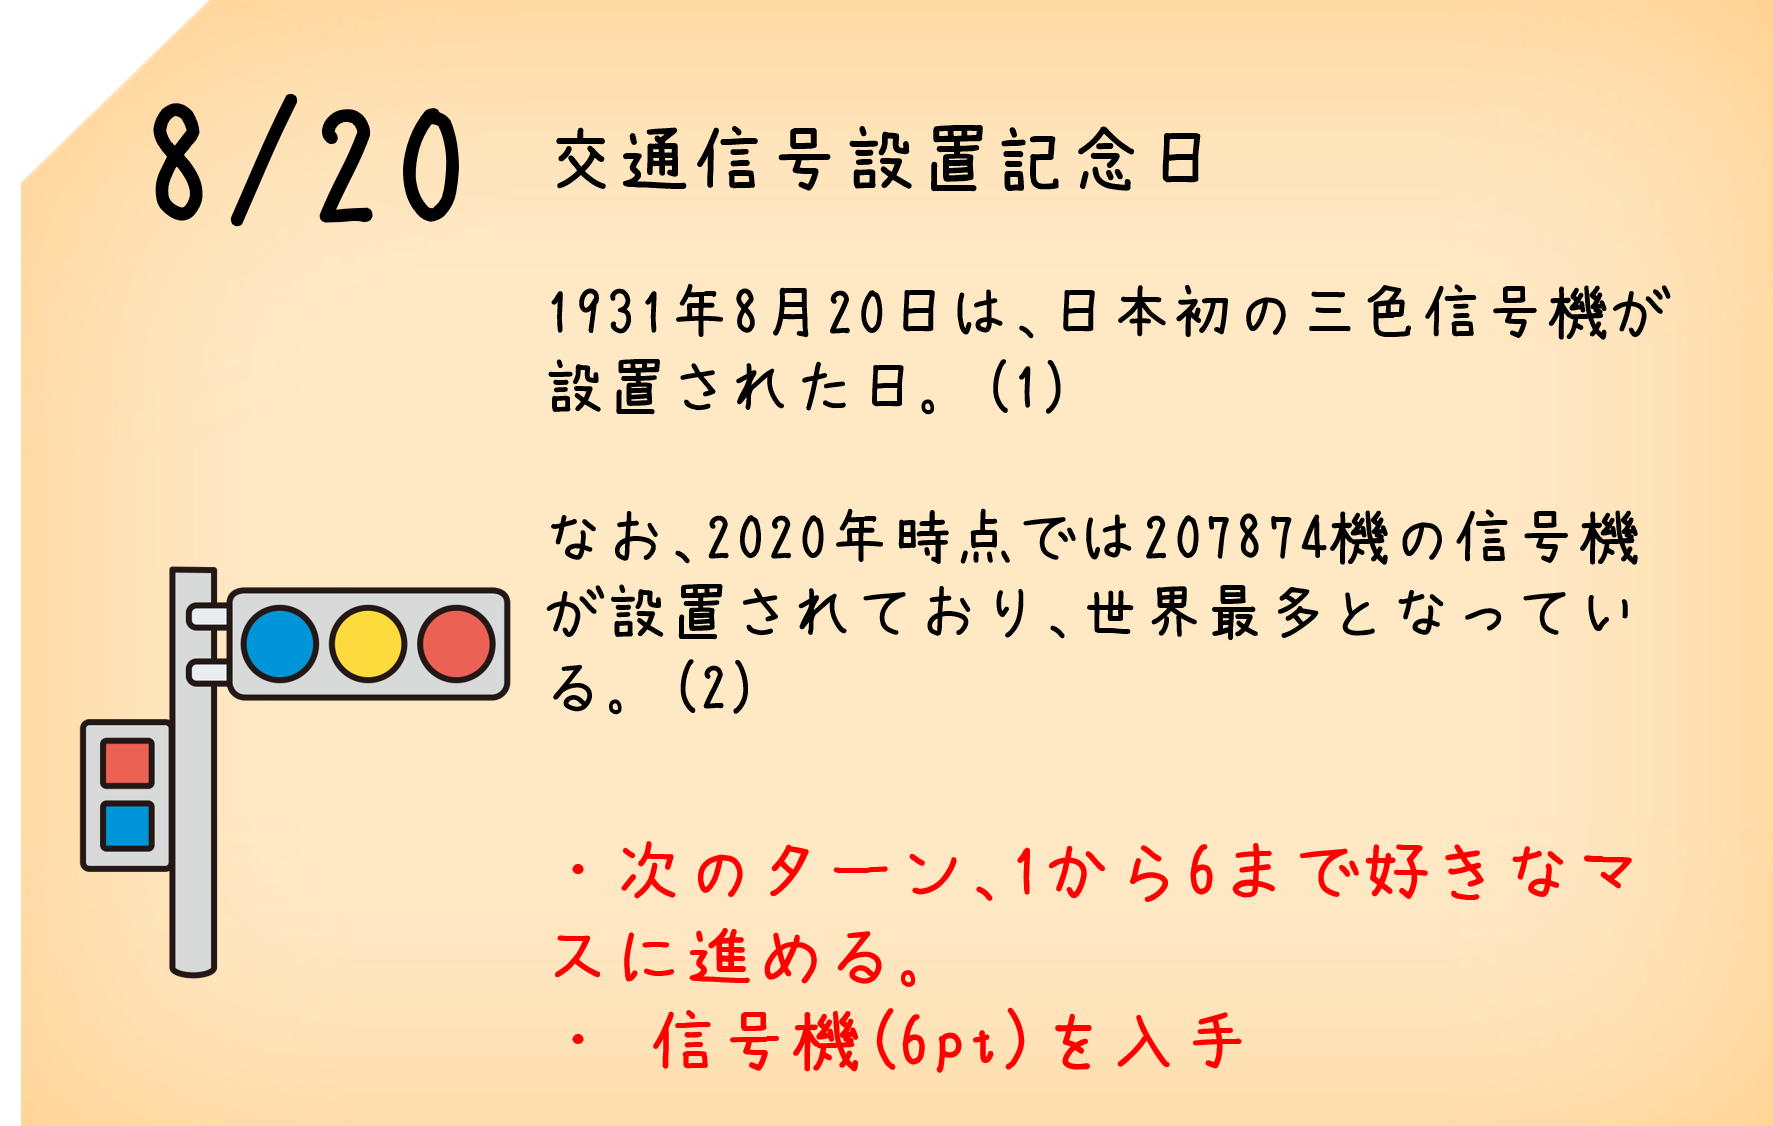 8/20 交通信号設置記念日
1931年8月20日は、日本初の三色信号機が
設置された日。(1)
なお、2020年時点では207874機の信号機
が設置されており、世界最多となってい
る。(2)
・次のターン、1から6まで好きなマ
スに進める。
・ 信号機(6pt)を入手